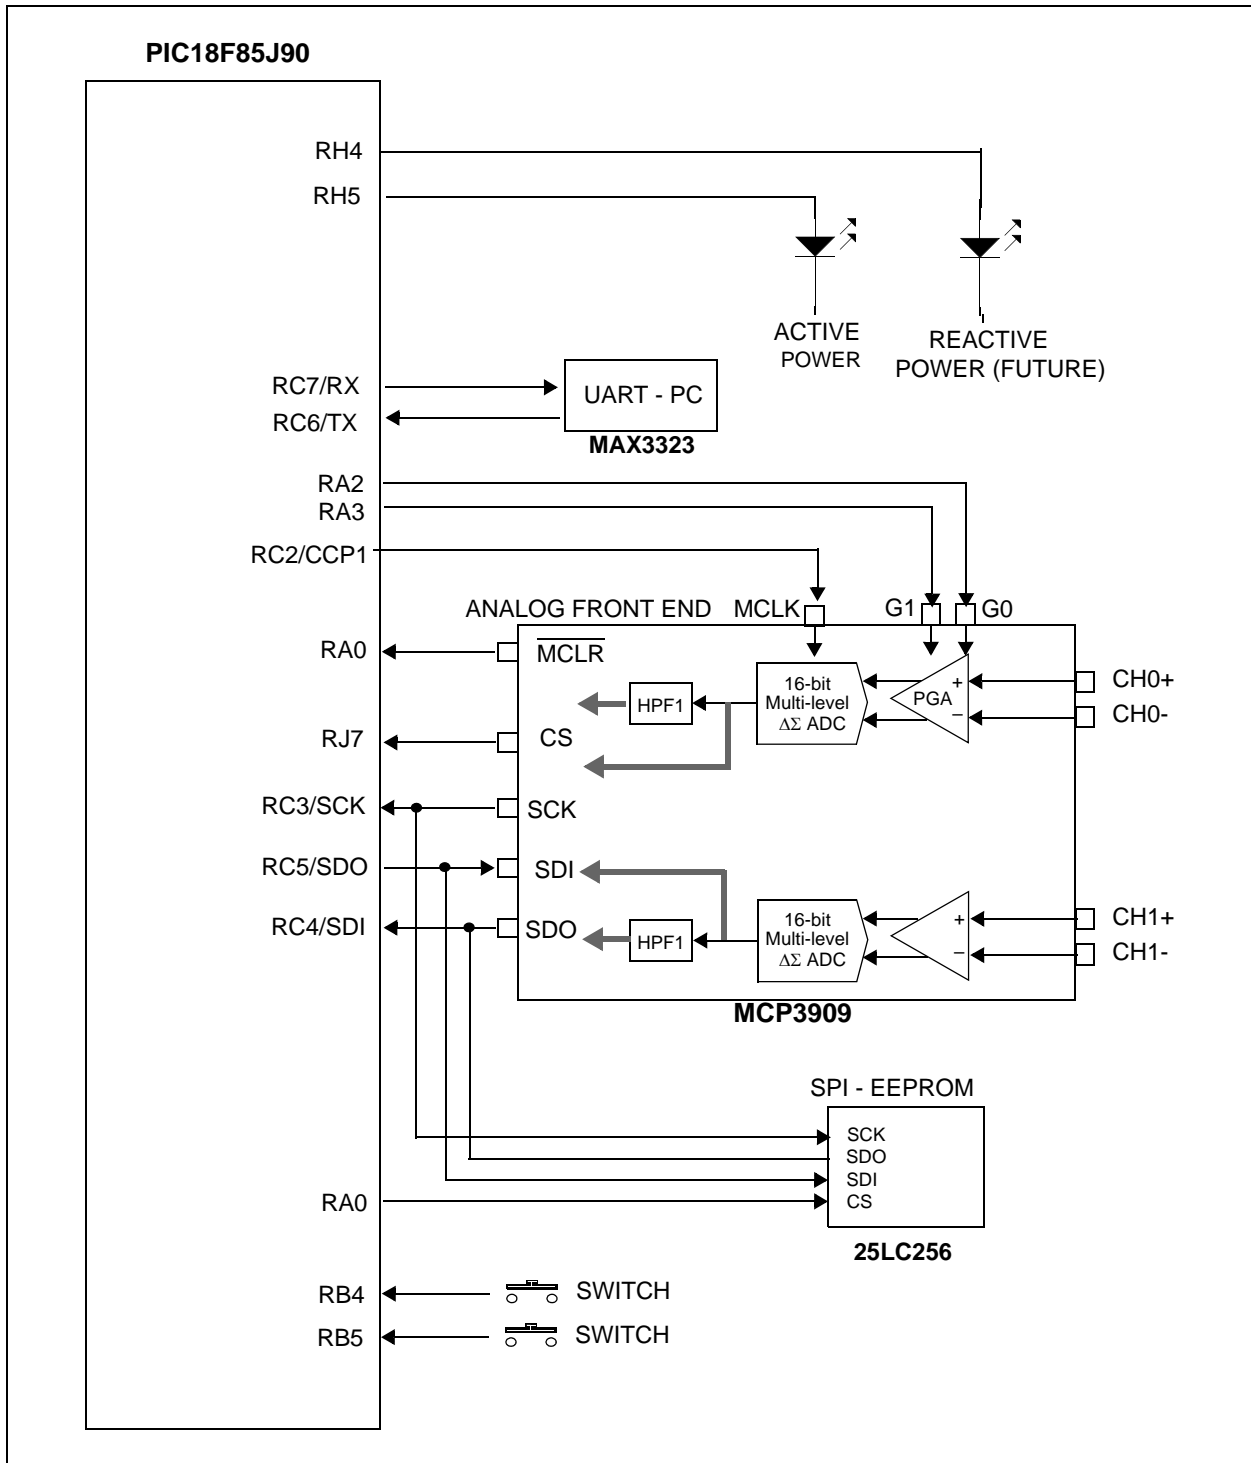 PIC18F85J90
RH4
RH5
ACTIVE
POWER
REACTIVE
POWER (FUTURE)
RC7/RX
RC6/TX
UART - PC
MAX3323
RA2
RA3
RC2/CCP1
ANALOG FRONT END
MCLK
G1
G0
RA0
MCLR
HPF1
16-bit
Multi-level
ΔΣ ADC
+
PGA
−
CH0+
CH0-
RJ7
CS
RC3/SCK
SCK
RC5/SDO
SDI
RC4/SDI
SDO
HPF1
16-bit
Multi-level
ΔΣ ADC
+
−
CH1+
CH1-
MCP3909
SPI - EEPROM
SCK
SDO
SDI
CS
RA0
25LC256
RB4
SWITCH
RB5
SWITCH